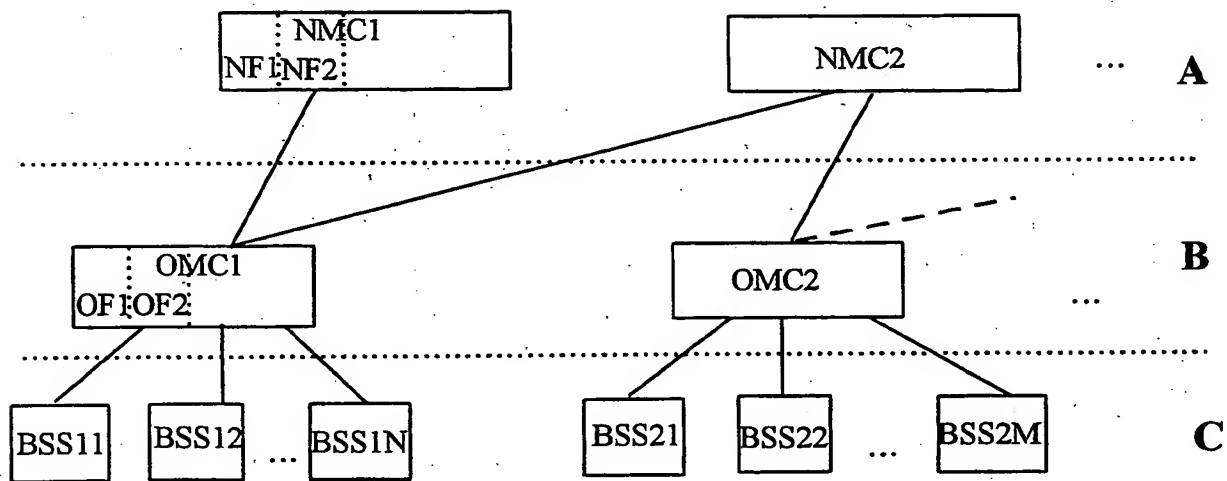 NMC1
NF1 NF2
NMC2
...
A
OMC1
OF1 OF2
OMC2
...
B
BSS11
BSS12
...
BSS1N
BSS21
BSS22
...
BSS2M
C